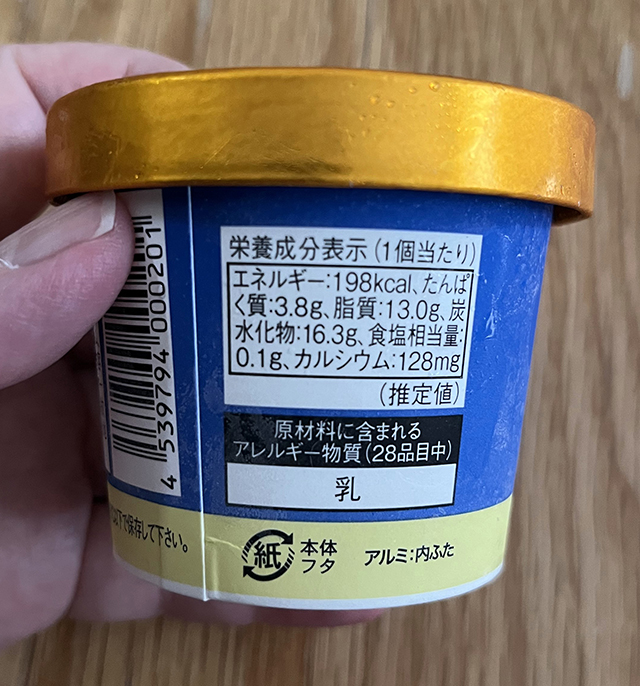 栄養成分表示(1個当たり)
エネルギー:198kcal、たんぱ
く質:3.8g、脂質:13.0g、炭
水化物:16.3g、食塩相当量:
0.1g、カルシウム:128mg
(推定値)
原材料に含まれる
アレルギー物質(28品目中)
乳
4 539794 000201
以下で保存して下さい。
紙
本体
フタ
アルミ:内ふた